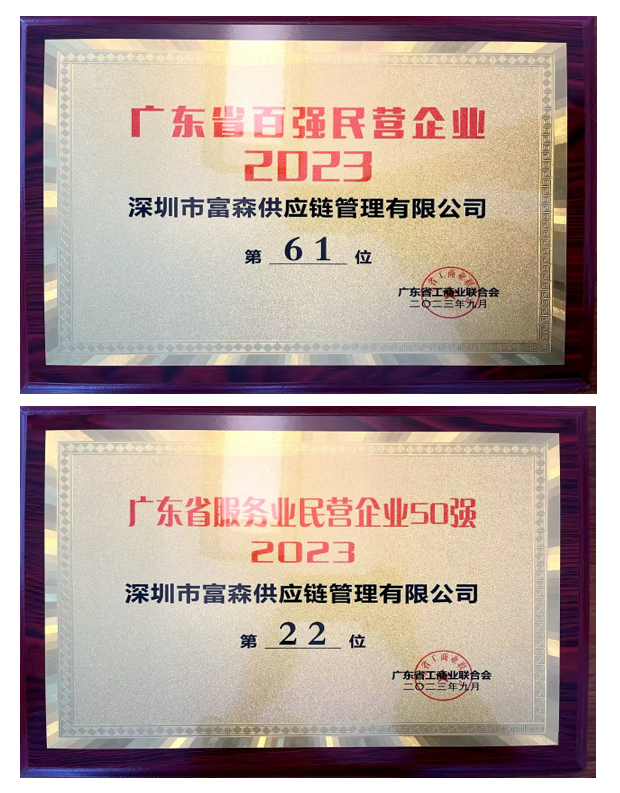 广东省百强民营企业
2023
深圳市富森供应链管理有限公司
第 61 位
广东省工商业联合会
二〇二三年九月
广东省服务业民营企业50强
2023
深圳市富森供应链管理有限公司
第 22 位
广东省工商业联合会
二〇二三年九月